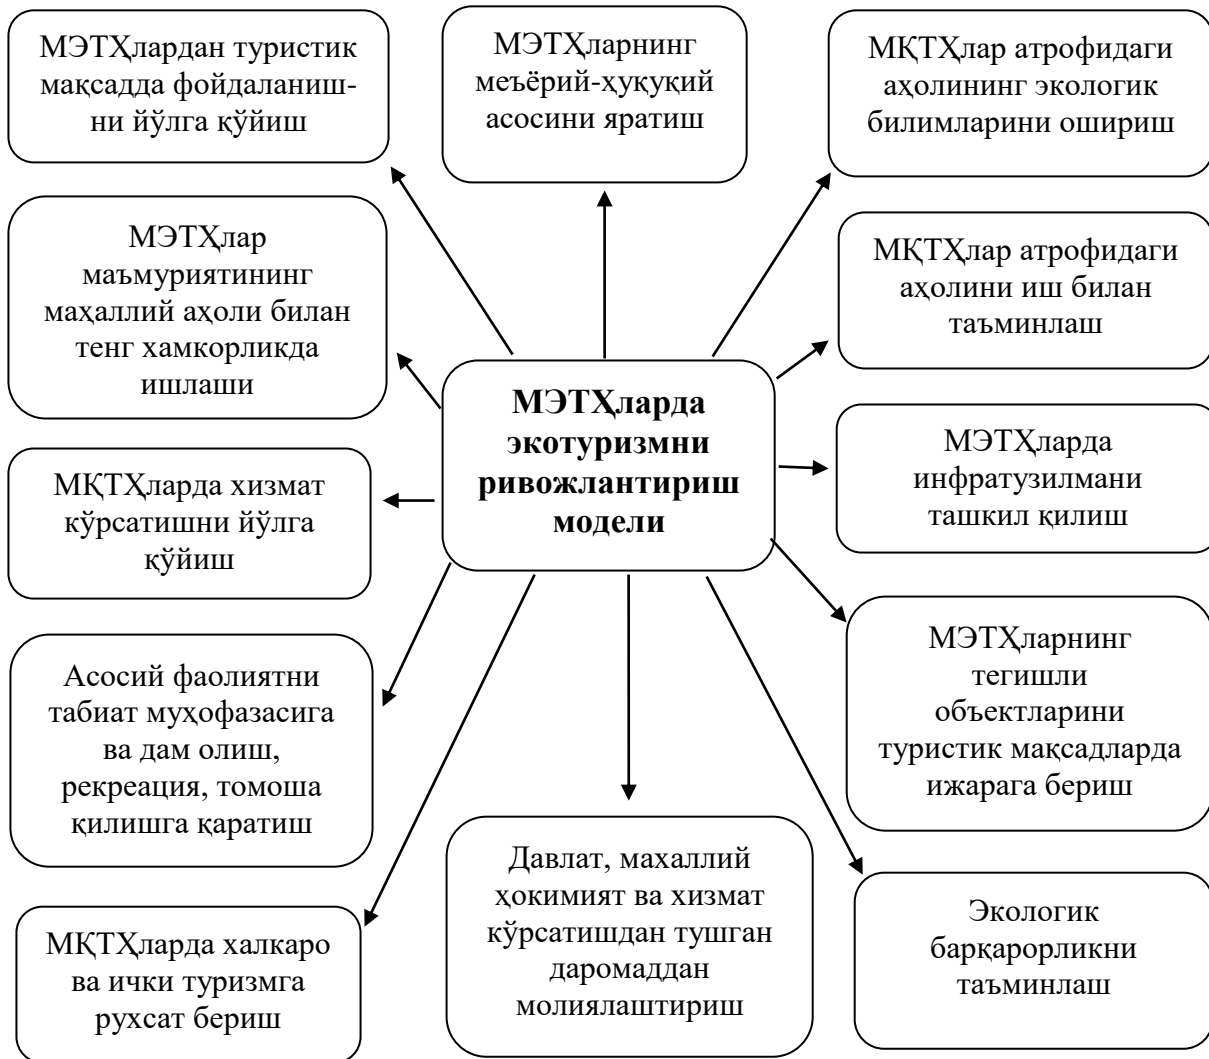 МЭТҲлардан туристик
мақсадда фойдаланиш-
ни йўлга қўйиш
МЭТҲларнинг
меъёрий-ҳуқуқий
асосини яратиш
МҚТҲлар атрофидаги
аҳолининг экологик
билимларини ошириш
МЭТҲлар
маъмуриятининг
маҳаллий аҳоли билан
тенг хамкорликда
ишлаши
МҚТҲлар атрофидаги
аҳолини иш билан
таъминлаш
МЭТҲларда
экотуризмни
ривожлантириш
модели
МҚТҲларда хизмат
кўрсатишни йўлга
қўйиш
МЭТҲларда
инфратузилмани
ташкил қилиш
Асосий фаолиятни
табиат муҳофазасига
ва дам олиш,
рекреация, томоша
қилишга қаратиш
МЭТҲларнинг
тегишли
объектларини
туристик мақсадларда
ижарага бериш
МҚТҲларда халкаро
ва ички туризмга
рухсат бериш
Давлат, махаллий
ҳокимият ва хизмат
кўрсатишдан тушган
даромаддан
молиялаштириш
Экологик
барқарорликни
таъминлаш